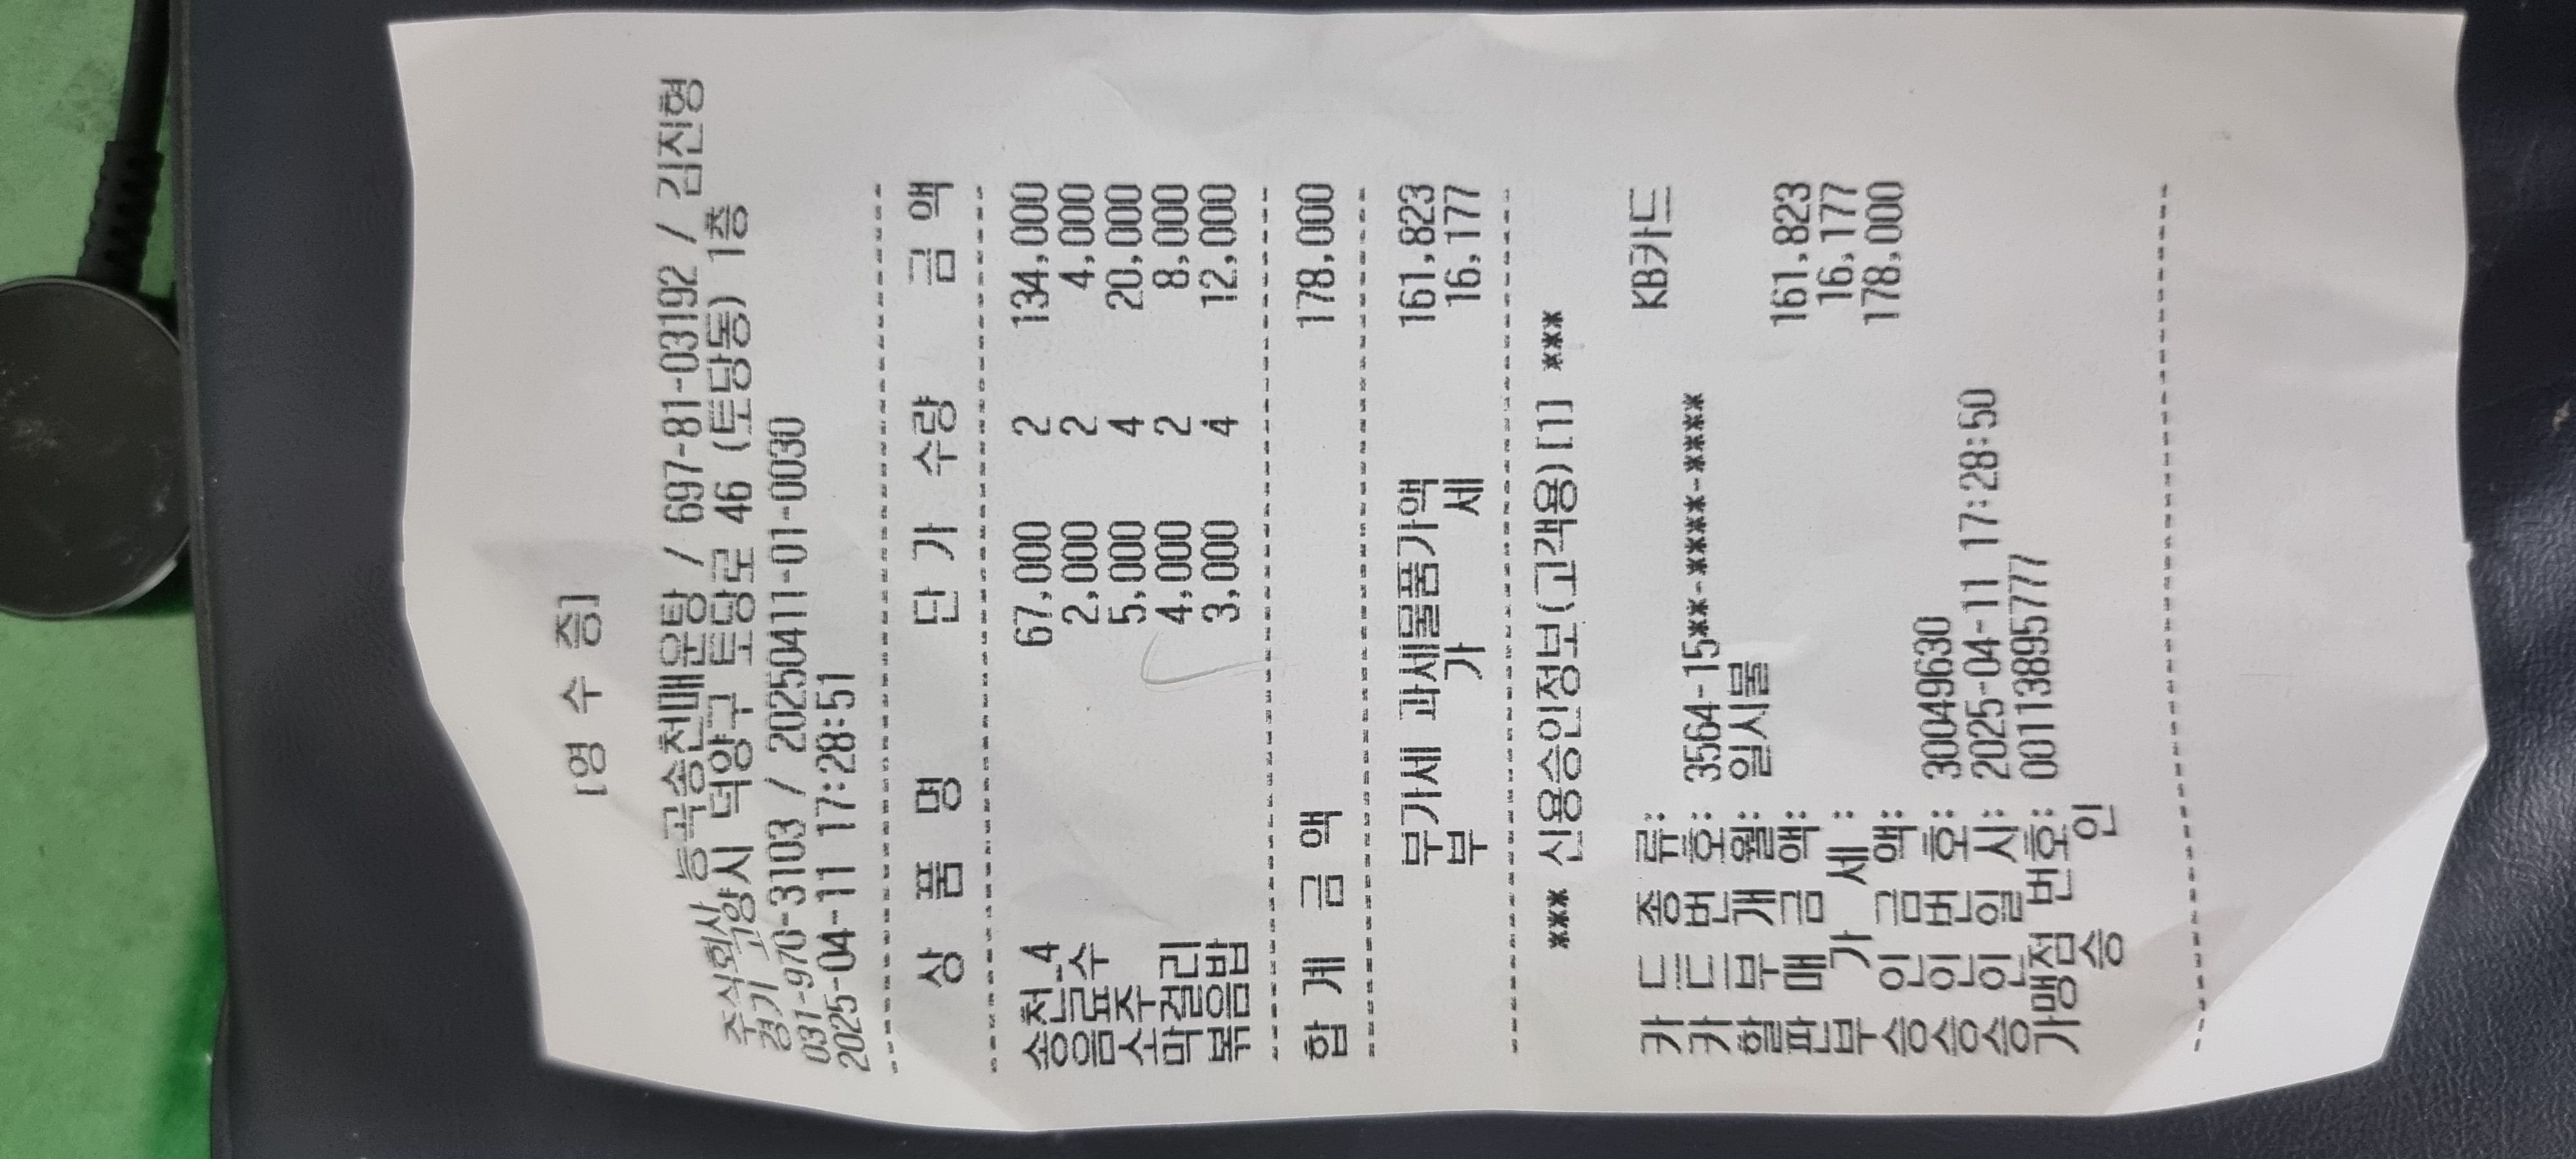 [영 수 증]
주식회사 능곡송천매운탕 / 697-81-03192 / 김진형
경기 고양시 덕양구 토당로 46 (토당동) 1층
031-970-3103 / 20250411-01-0030
2025-04-11 17:28:51
상 품 명 단 가 수량 금 액
송천_4 67,000 2 134,000
음료수 2,000 2 4,000
소주 5,000 4 20,000
막걸리 4,000 2 8,000
볶음밥 3,000 4 12,000
합 계 금 액 178,000
부가세 과세물품가액 161,823
부 가 세 16,177
*** 신용승인정보(고객용)[1] ***
카 드 종 류: KB카드
카 드 번 호: 3564-15**-****-****
할 부 개 월: 일시불
판 매 금 액: 161,823
부 가 세 : 16,177
승 인 금 액: 178,000
승 인 번 호: 30049630
승 인 일 시: 2025-04-11 17:28:50
가맹점 번호: 00113895777
승 인